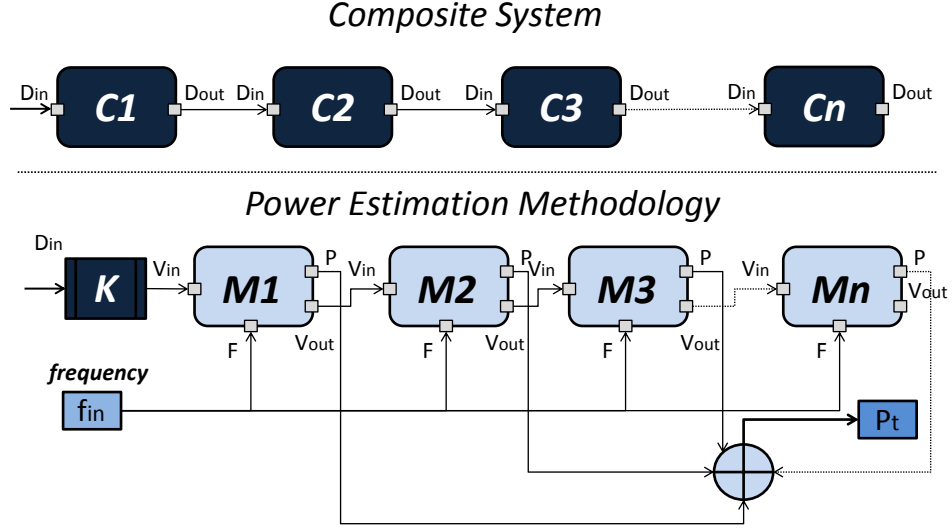 Composite System
Din C1 Dout Din C2 Dout Din C3 Dout Din Cn Dout
Power Estimation Methodology
Din K Vin M1 P Vout F Vin M2 P Vout F Vin M3 P Vout F Vin Mn P Vout F
frequency
fin
Pt